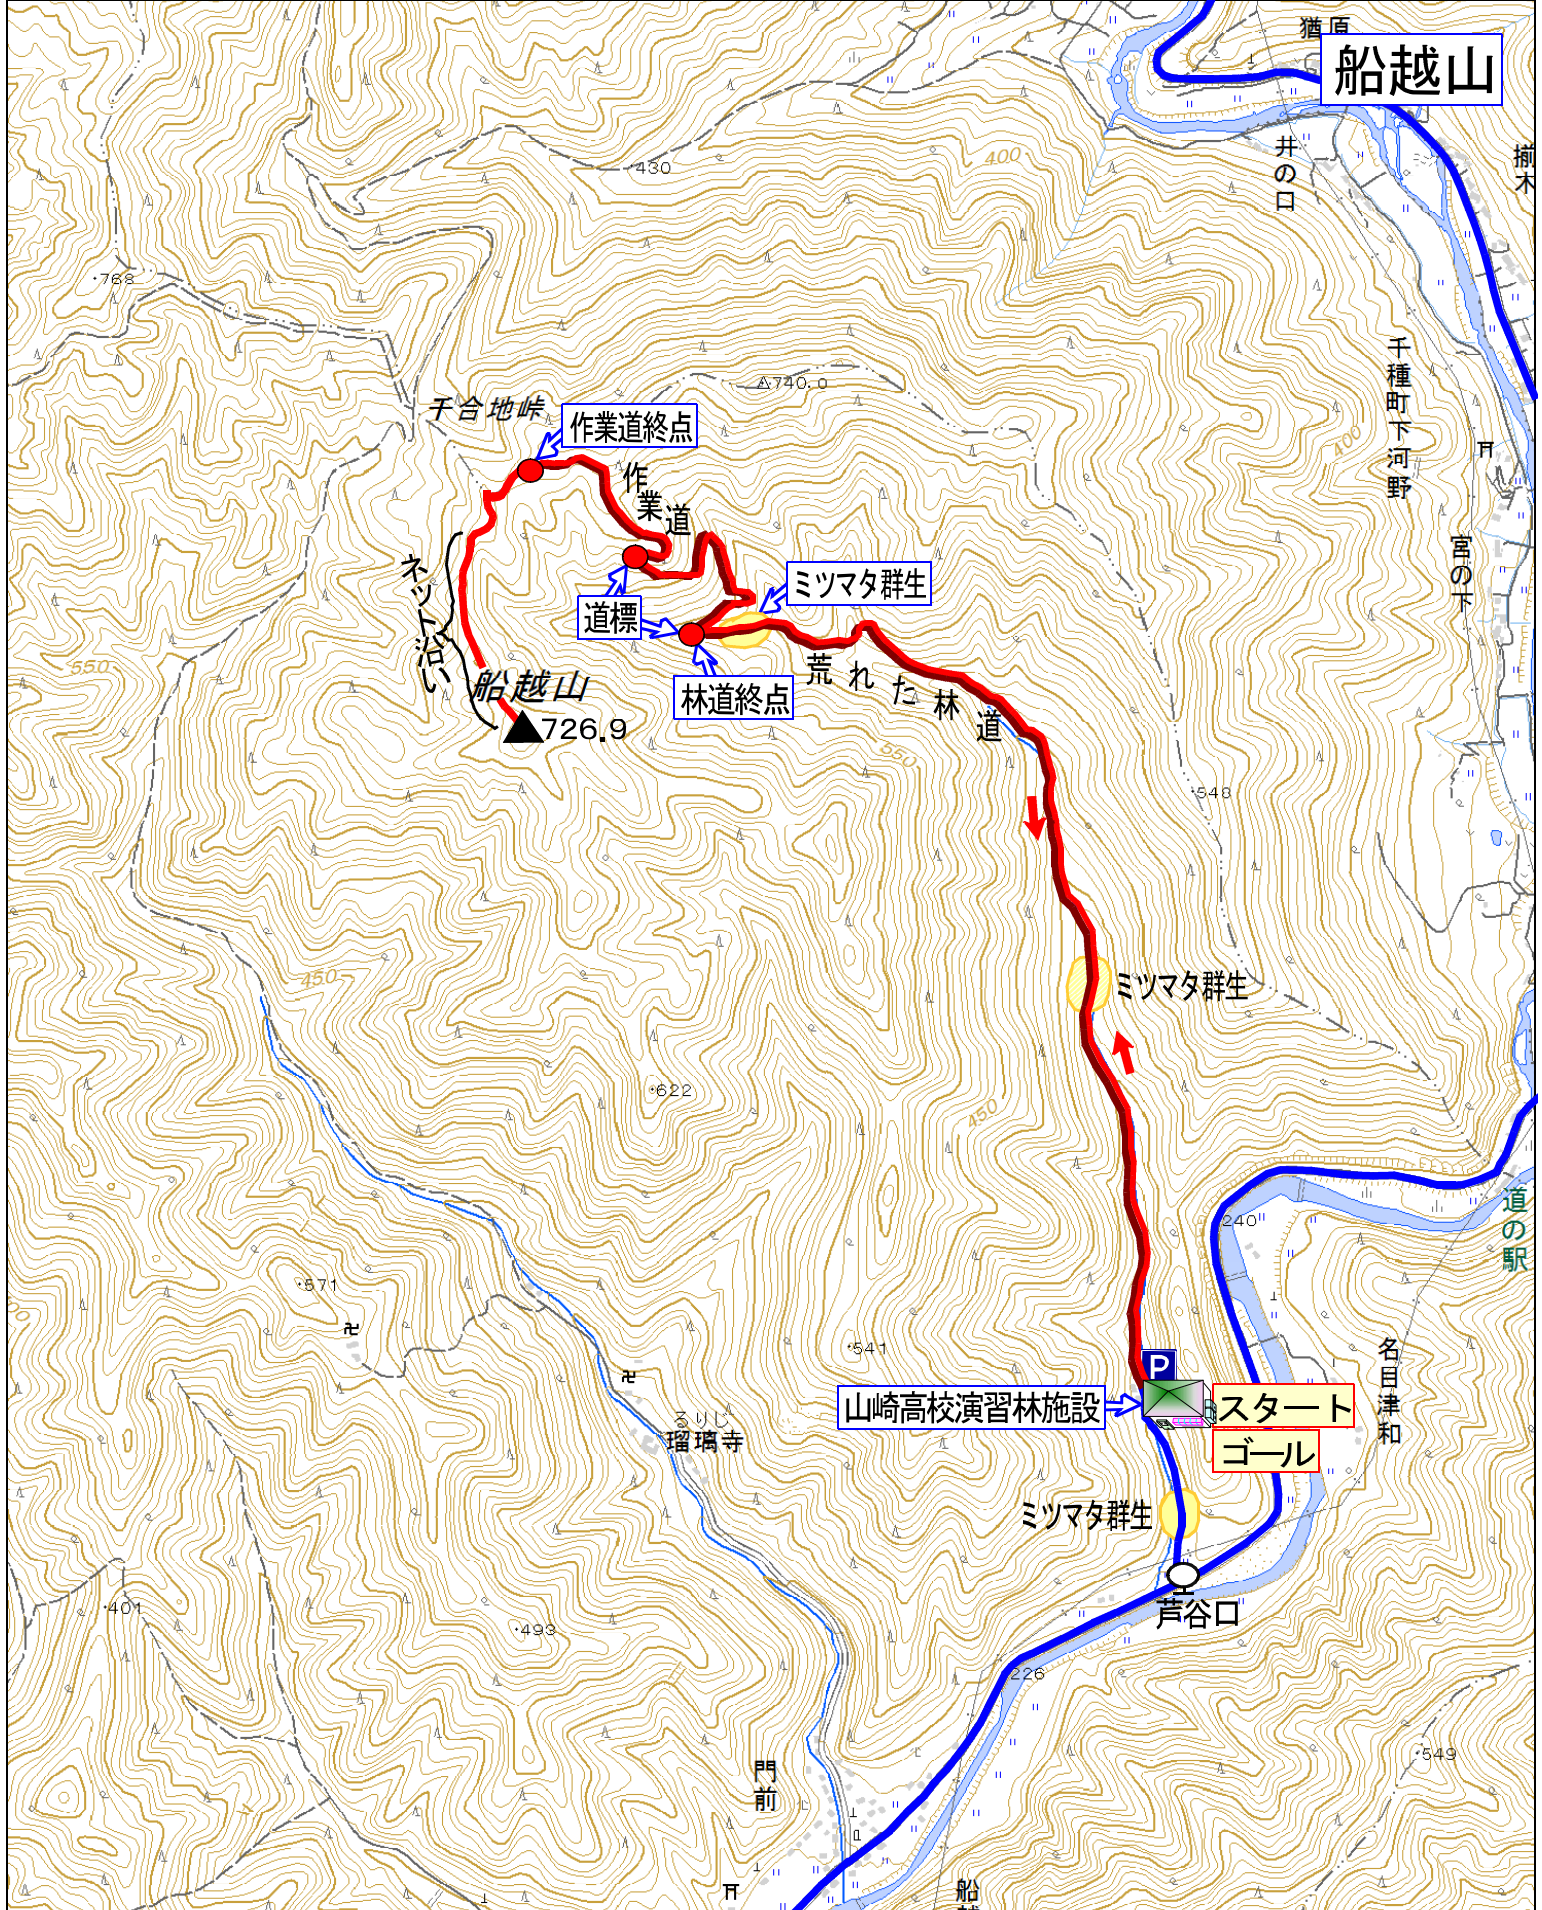 猶原
船越山
井の口
揃木
430
400
768
千種町下河野
740.0
千合地峠
作業道終点
400
作業道
宮の下
ネット沿い
ミツマタ群生
道標
550
船越山
荒れた林道
林道終点
726.9
550
548
450
ミツマタ群生
622
450
道の駅
240
571
541
名目津和
P
山崎高校演習林施設
スタート
るりじ
瑠璃寺
ゴール
ミツマタ群生
401
493
芦谷口
226
549
門前
船